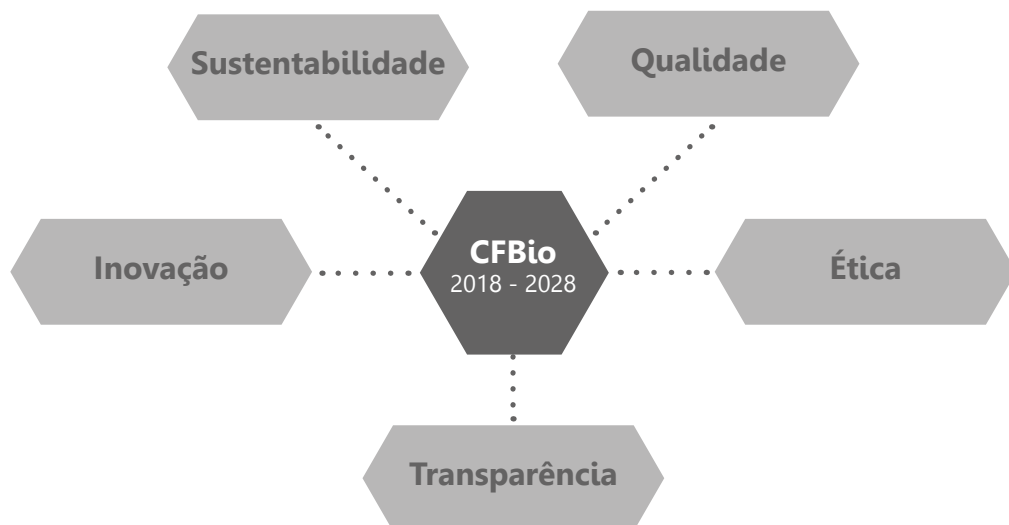 Sustentabilidade
Qualidade
CFBio
2018 - 2028
Inovação
Ética
Transparência